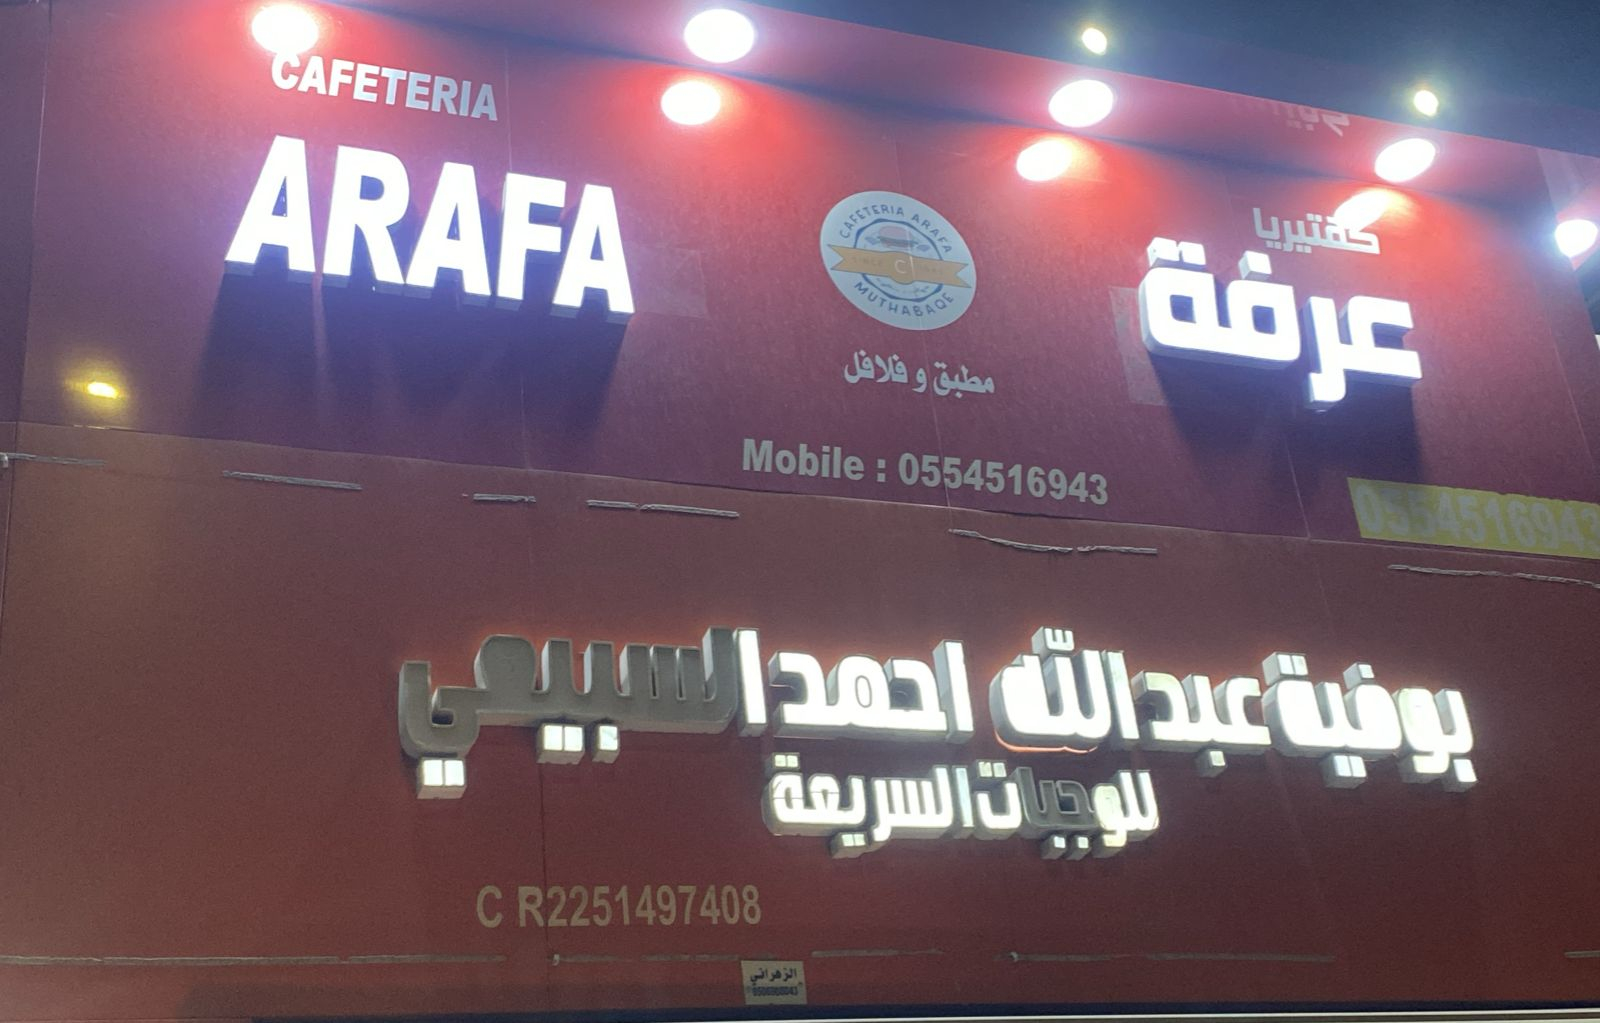 CAFETERIA
ARAFA
كفتيريا
عرفة
CAFETERIA ARAFA
SINCE
MUTHABAQE
مطبق و فلافل
Mobile : 0554516943
0554516943
بوفية عبدالله احمد السبيعي
للوجبات السريعة
C R2251497408
الزهراني